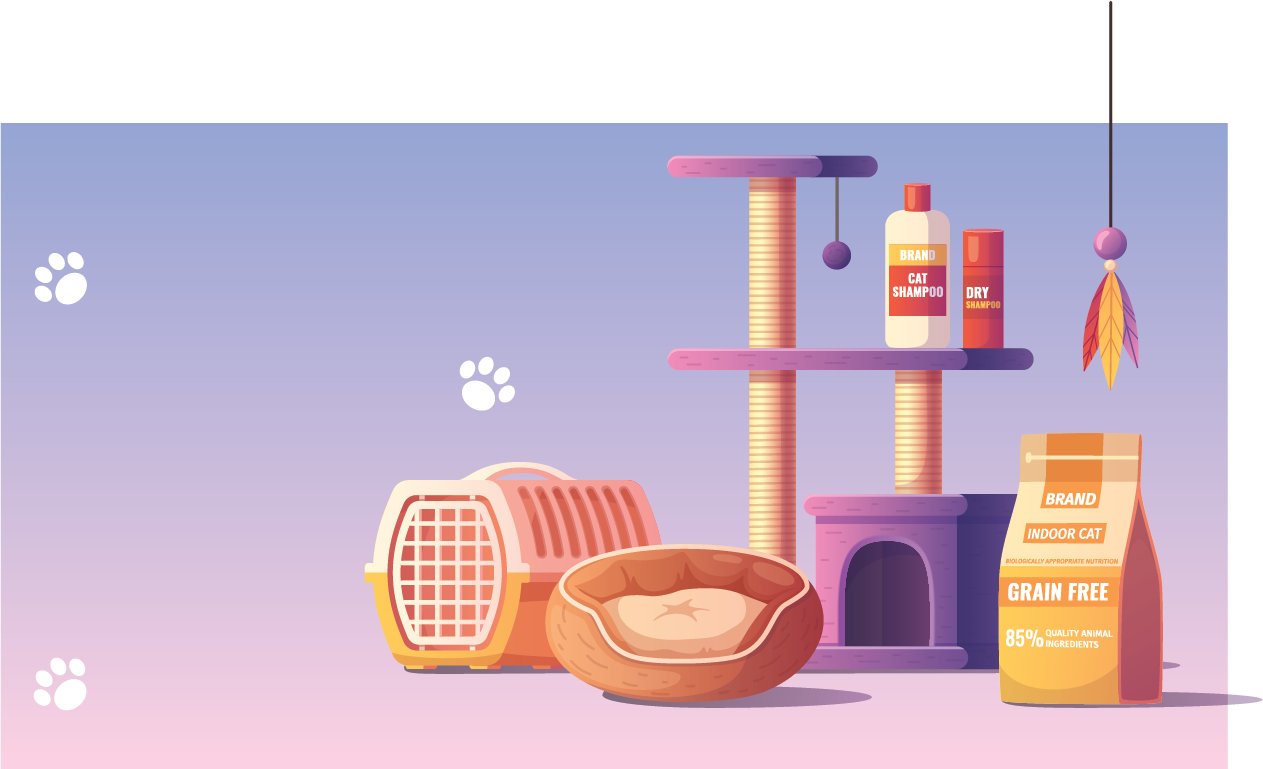 BRAND
CAT
SHAMPOO
DRY
SHAMPOO
BRAND
INDOOR CAT
BIOLOGICALLY APPROPRIATE NUTRITION
GRAIN FREE
85% QUALITY ANIMAL
INGREDIENTS